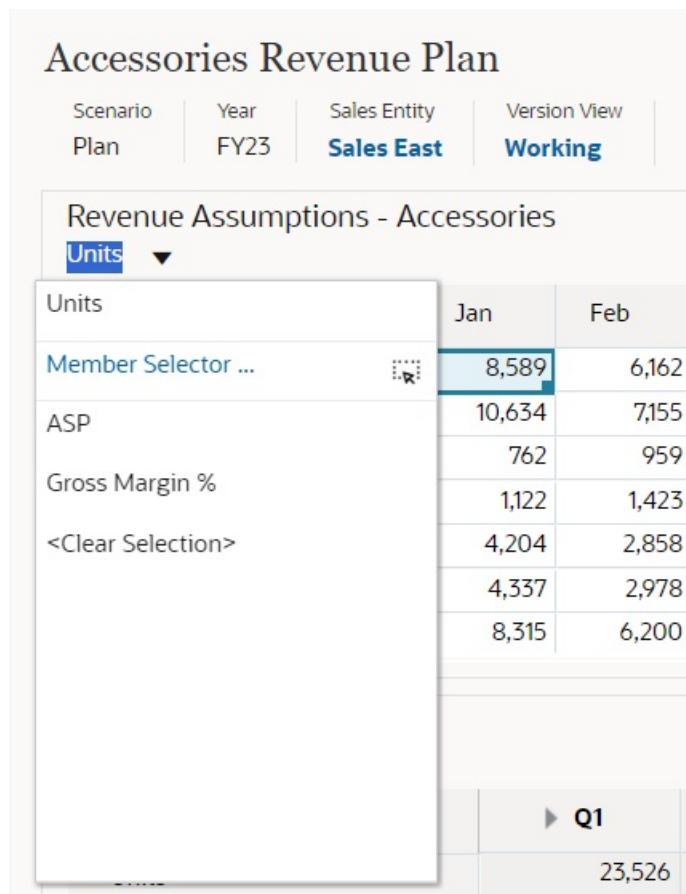 Accessories Revenue Plan
Scenario Year Sales Entity Version View
Plan FY23 Sales East Working
Revenue Assumptions - Accessories
Units
Units Jan Feb
Member Selector ... 8,589 6,162
10,634 7,155
ASP
762 959
Gross Margin %
1,122 1,423
<Clear Selection> 4,204 2,858
4,337 2,978
8,315 6,200
Q1
23,526